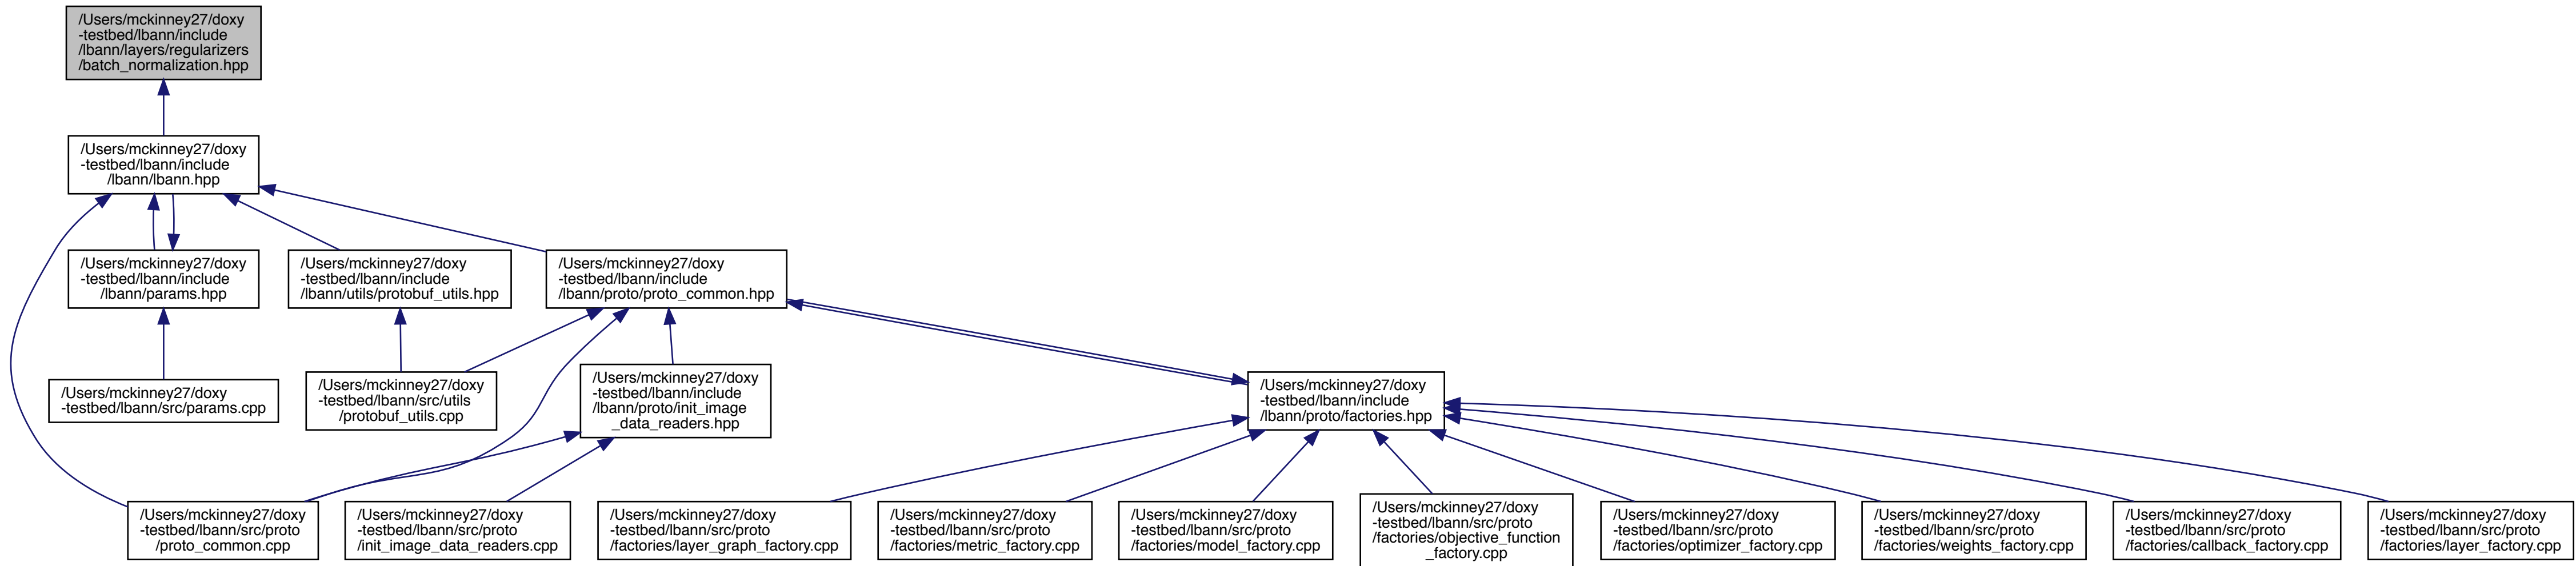 /Users/mckinney27/doxy
-testbed/lbann/include
/lbann/layers/regularizers
/batch_normalization.hpp
/Users/mckinney27/doxy
-testbed/lbann/include
/lbann/lbann.hpp
/Users/mckinney27/doxy
-testbed/lbann/include
/lbann/params.hpp
/Users/mckinney27/doxy
-testbed/lbann/include
/lbann/utils/protobuf_utils.hpp
/Users/mckinney27/doxy
-testbed/lbann/include
/lbann/proto/proto_common.hpp
/Users/mckinney27/doxy
-testbed/lbann/src/params.cpp
/Users/mckinney27/doxy
-testbed/lbann/src/utils
/protobuf_utils.cpp
/Users/mckinney27/doxy
-testbed/lbann/include
/lbann/proto/init_image
_data_readers.hpp
/Users/mckinney27/doxy
-testbed/lbann/include
/lbann/proto/factories.hpp
/Users/mckinney27/doxy
-testbed/lbann/src/proto
/proto_common.cpp
/Users/mckinney27/doxy
-testbed/lbann/src/proto
/init_image_data_readers.cpp
/Users/mckinney27/doxy
-testbed/lbann/src/proto
/factories/layer_graph_factory.cpp
/Users/mckinney27/doxy
-testbed/lbann/src/proto
/factories/metric_factory.cpp
/Users/mckinney27/doxy
-testbed/lbann/src/proto
/factories/model_factory.cpp
/Users/mckinney27/doxy
-testbed/lbann/src/proto
/factories/objective_function
_factory.cpp
/Users/mckinney27/doxy
-testbed/lbann/src/proto
/factories/optimizer_factory.cpp
/Users/mckinney27/doxy
-testbed/lbann/src/proto
/factories/weights_factory.cpp
/Users/mckinney27/doxy
-testbed/lbann/src/proto
/factories/callback_factory.cpp
/Users/mckinney27/doxy
-testbed/lbann/src/proto
/factories/layer_factory.cpp